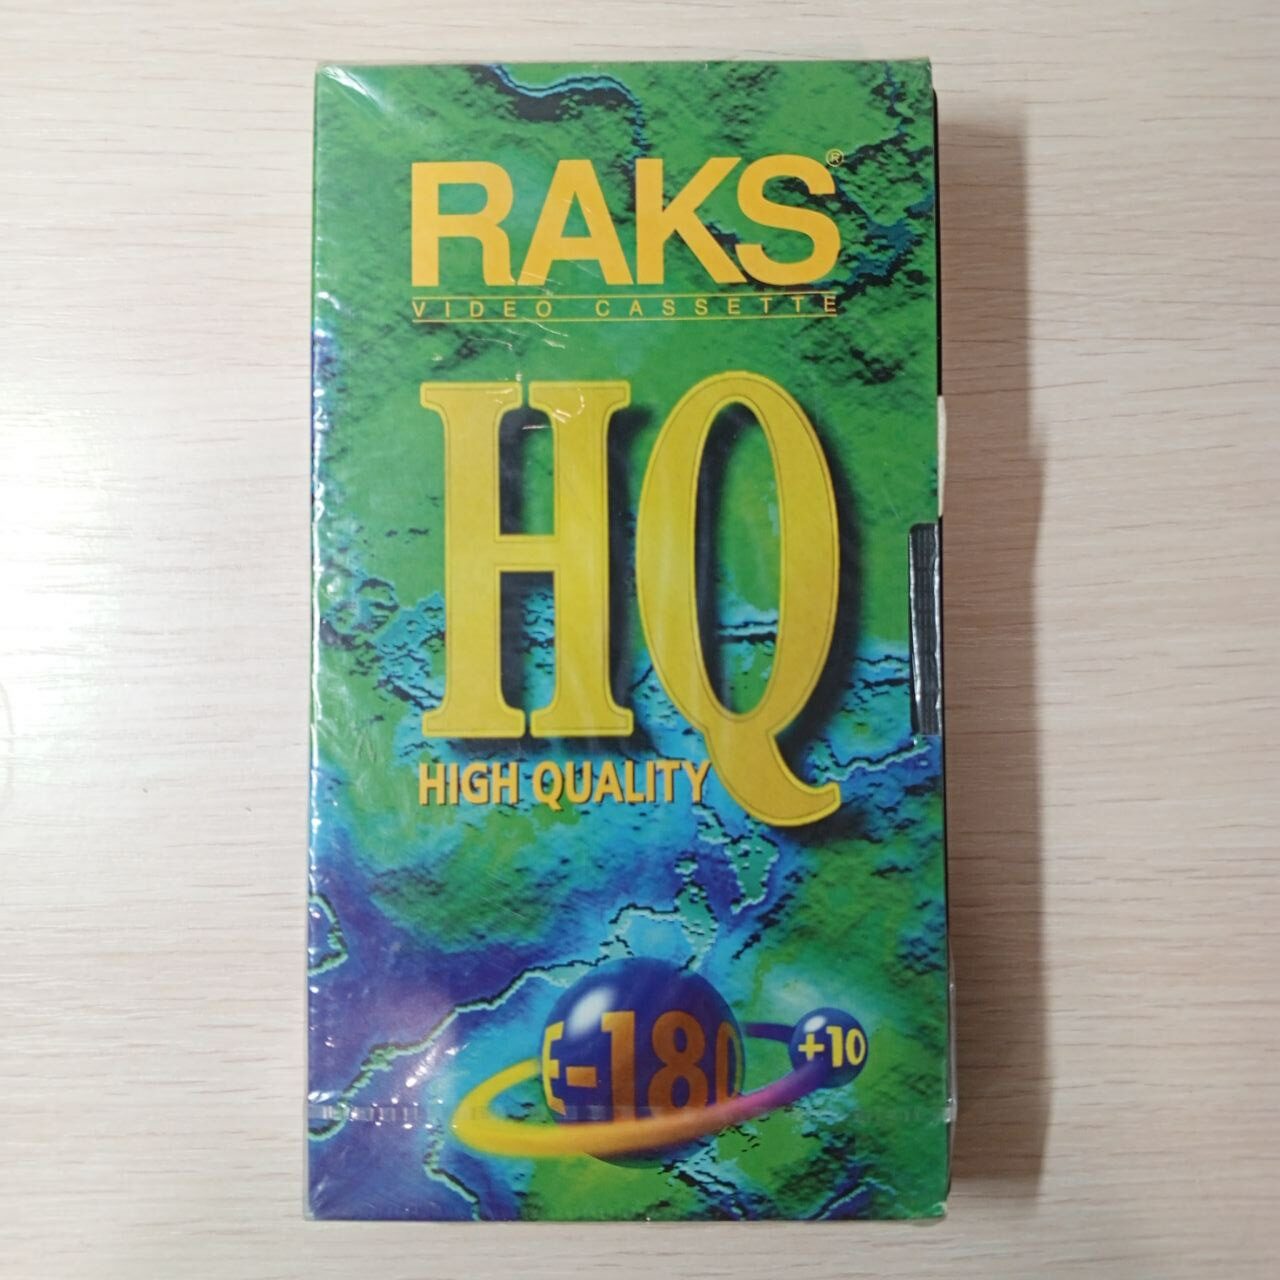 RAKS®
VIDEO CASSETTE
HQ
HIGH QUALITY
E-180
+10